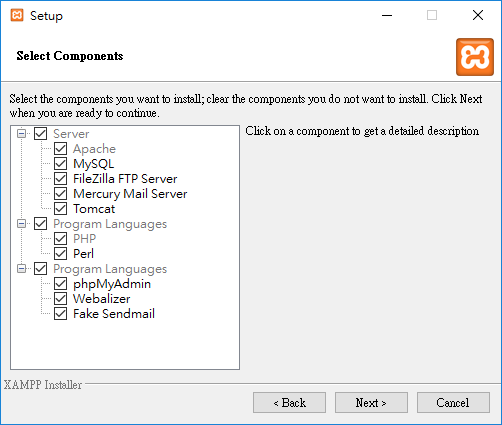 Setup
Select Components
Select the components you want to install; clear the components you do not want to install. Click Next
when you are ready to continue.
Server
Apache
MySQL
FileZilla FTP Server
Mercury Mail Server
Tomcat
Program Languages
PHP
Perl
Program Languages
phpMyAdmin
Webalizer
Fake Sendmail
Click on a component to get a detailed description
XAMPP Installer
< Back
Next >
Cancel